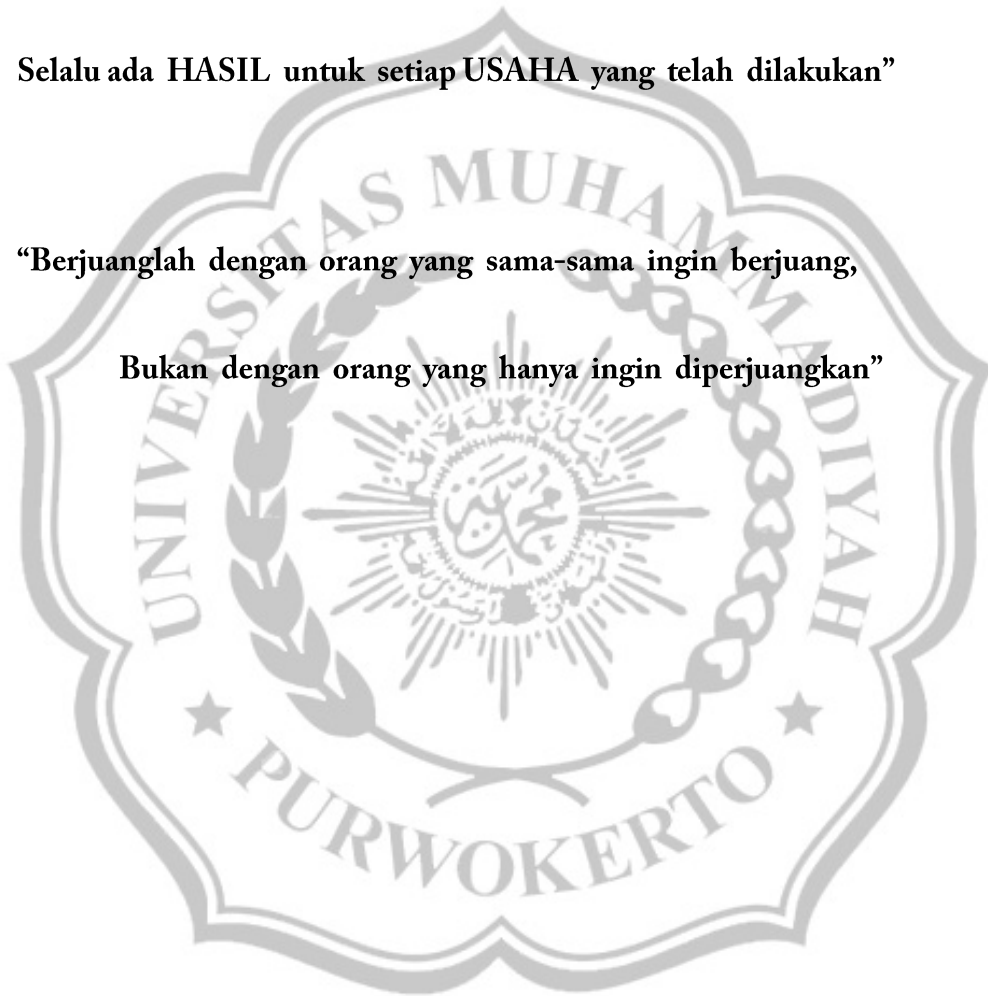 Selalu ada HASIL untuk setiap USAHA yang telah dilakukan”
“Berjuanglah dengan orang yang sama-sama ingin berjuang,
Bukan dengan orang yang hanya ingin diperjuangkan”
UNIVERSITAS MUHAMMADIYAH
PURWOKERTO